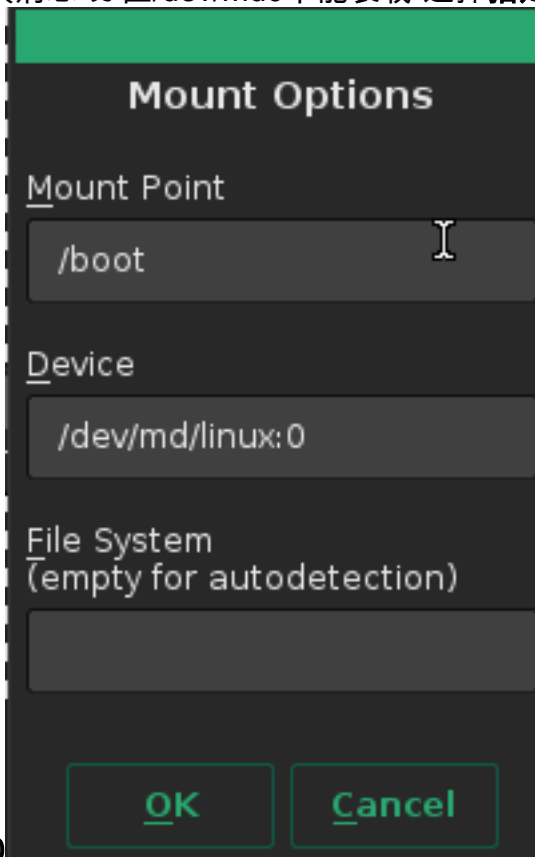 Mount Options
Mount Point
/boot
Device
/dev/md/linux:0
File System
(empty for autodetection)
OK
Cancel